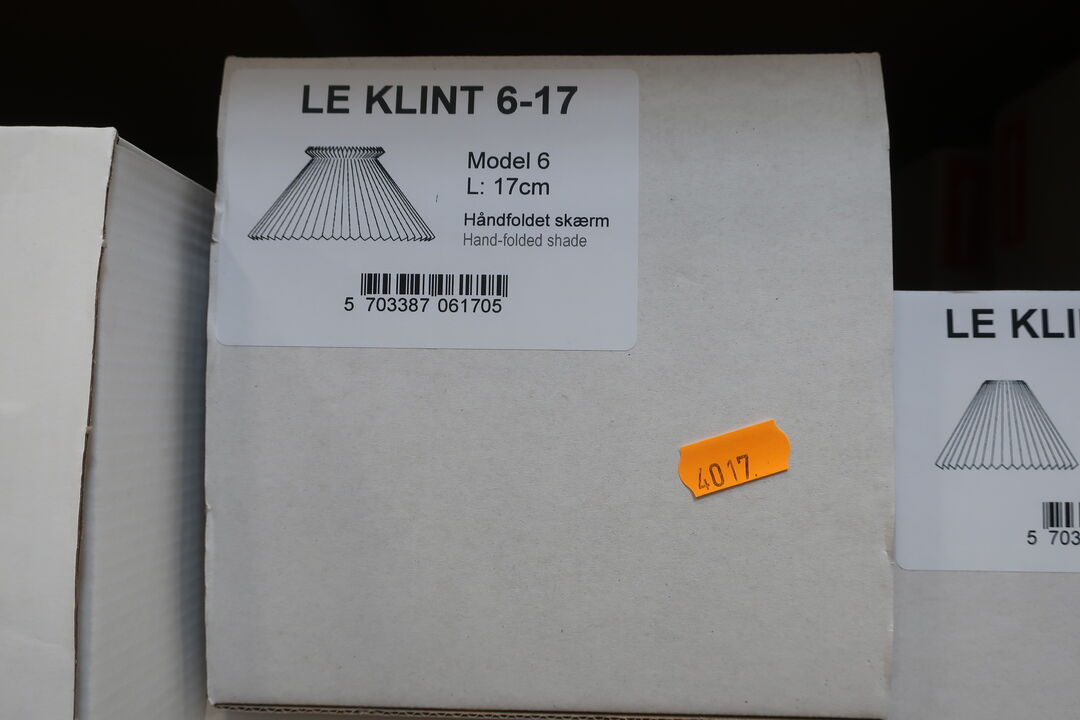 LE KLINT 6-17
Model 6
L: 17cm
Håndfoldet skærm
Hand-folded shade
5 703387 061705
4017.
LE KLI
5 703